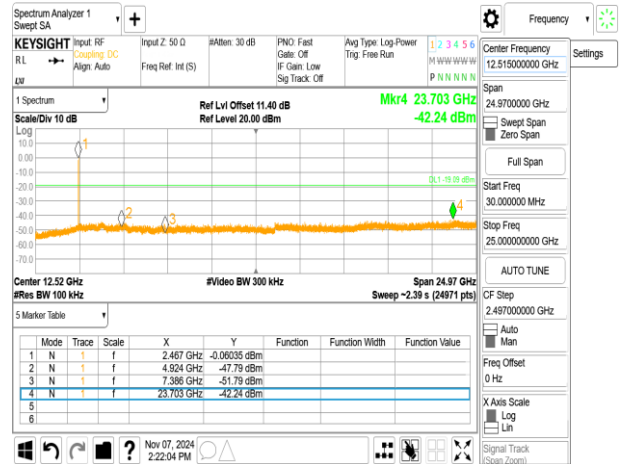 Spectrum Analyzer 1
Swept SA
+
Frequency
KEYSIGHT
RL
Input: RF
Coupling: DC
Align: Auto
Input Z: 50 Ω
Freq Ref: Int (S)
#Atten: 30 dB
PNO: Fast
Gate: Off
IF Gain: Low
Sig Track: Off
Avg Type: Log-Power
Trig: Free Run
1 2 3 4 5 6
M W W W W W
P N N N N N
Settings
1 Spectrum
Scale/Div 10 dB
Ref Lvl Offset 11.40 dB
Ref Level 20.00 dBm
Mkr4 23.703 GHz
-42.24 dBm
Log
10.0
0.00
-10.0
-20.0
-30.0
-40.0
-50.0
-60.0
-70.0
1
2
3
4
DL1 -19.09 dBm
Center 12.52 GHz
#Res BW 100 kHz
#Video BW 300 kHz
Span 24.97 GHz
Sweep ~2.39 s (24971 pts)
5 Marker Table
Mode Trace Scale X Y Function Function Width Function Value
1 N 1 f 2.467 GHz -0.06035 dBm
2 N 1 f 4.924 GHz -47.79 dBm
3 N 1 f 7.386 GHz -51.79 dBm
4 N 1 f 23.703 GHz -42.24 dBm
5
6
Nov 07, 2024
2:22:04 PM
Center Frequency
12.515000000 GHz
Span
24.9700000 GHz
Swept Span
Zero Span
Full Span
Start Freq
30.000000 MHz
Stop Freq
25.000000000 GHz
AUTO TUNE
CF Step
2.497000000 GHz
Auto
Man
Freq Offset
0 Hz
X Axis Scale
Log
Lin
Signal Track
(Span Zoom)